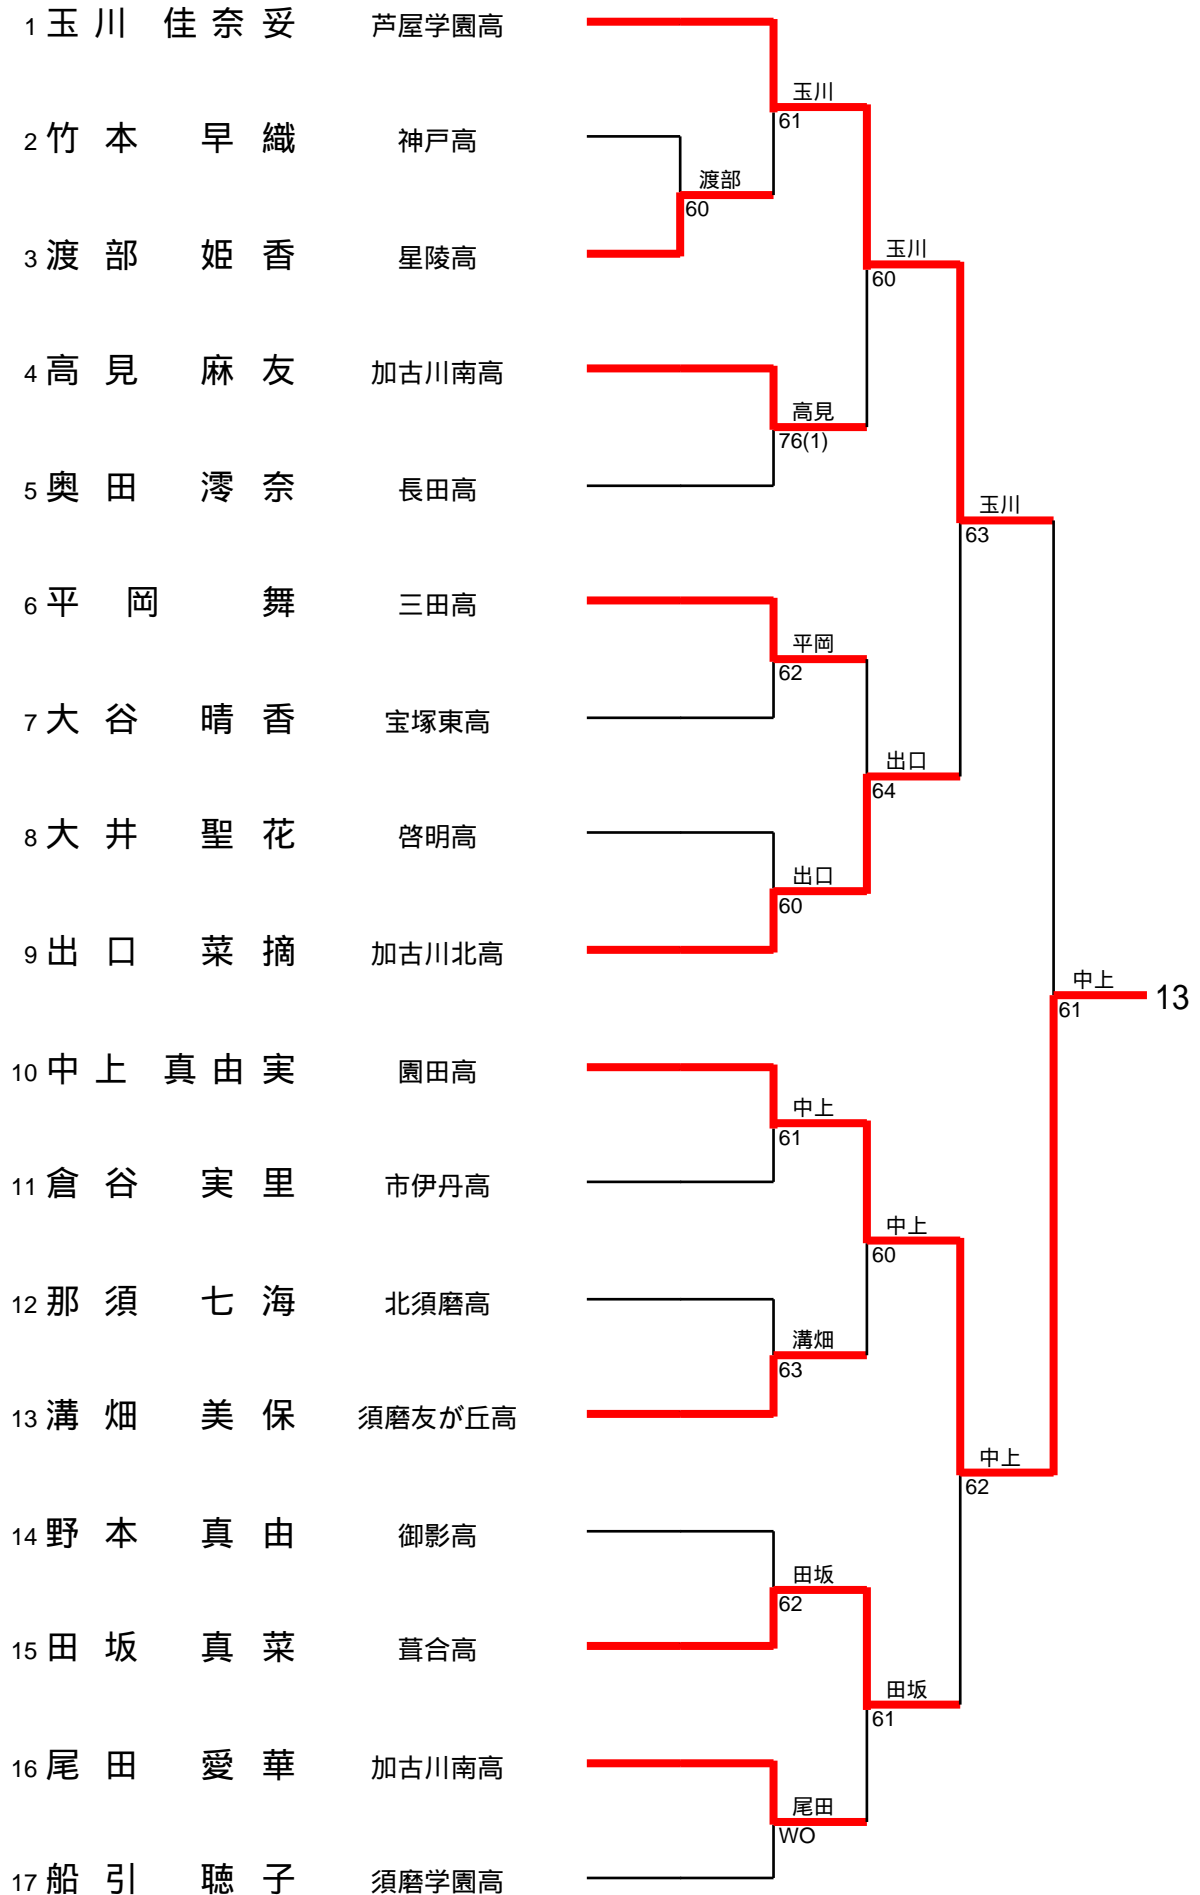 1 玉川 佳奈妥 芦屋学園高
玉川
61
2 竹本 早織 神戸高
渡部
60
3 渡部 姫香 星陵高
玉川
60
4 高見 麻友 加古川南高
高見
76(1)
5 奥田 澪奈 長田高
玉川
63
6 平岡 舞 三田高
平岡
62
7 大谷 晴香 宝塚東高
出口
64
8 大井 聖花 啓明高
出口
60
9 出口 菜摘 加古川北高
中上
61
13
10 中上 真由実 園田高
中上
61
11 倉谷 実里 市伊丹高
中上
60
12 那須 七海 北須磨高
溝畑
63
13 溝畑 美保 須磨友が丘高
中上
62
14 野本 真由 御影高
田坂
62
15 田坂 真菜 葺合高
田坂
61
16 尾田 愛華 加古川南高
尾田
WO
17 船引 聴子 須磨学園高